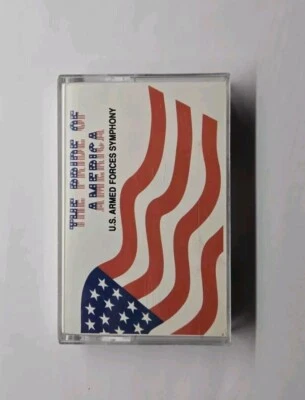 THE PRIDE OF
AMERICA
U.S. ARMED FORCES SYMPHONY